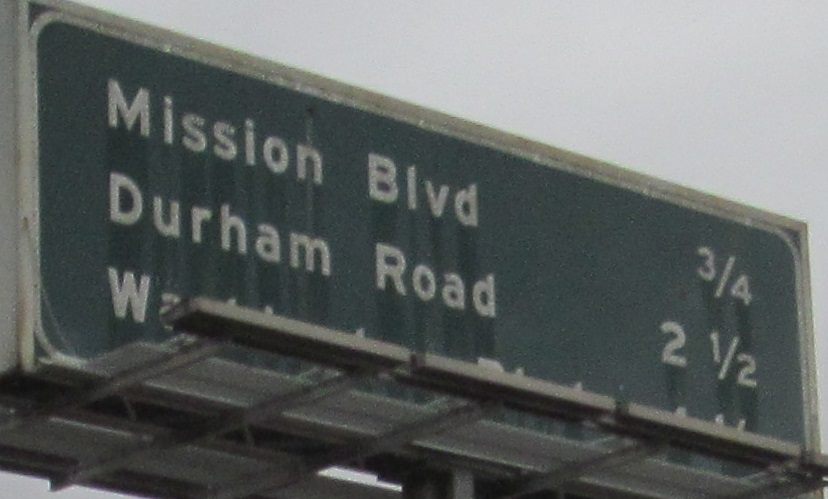 Mission Blvd 3/4
Durham Road 2 1/2